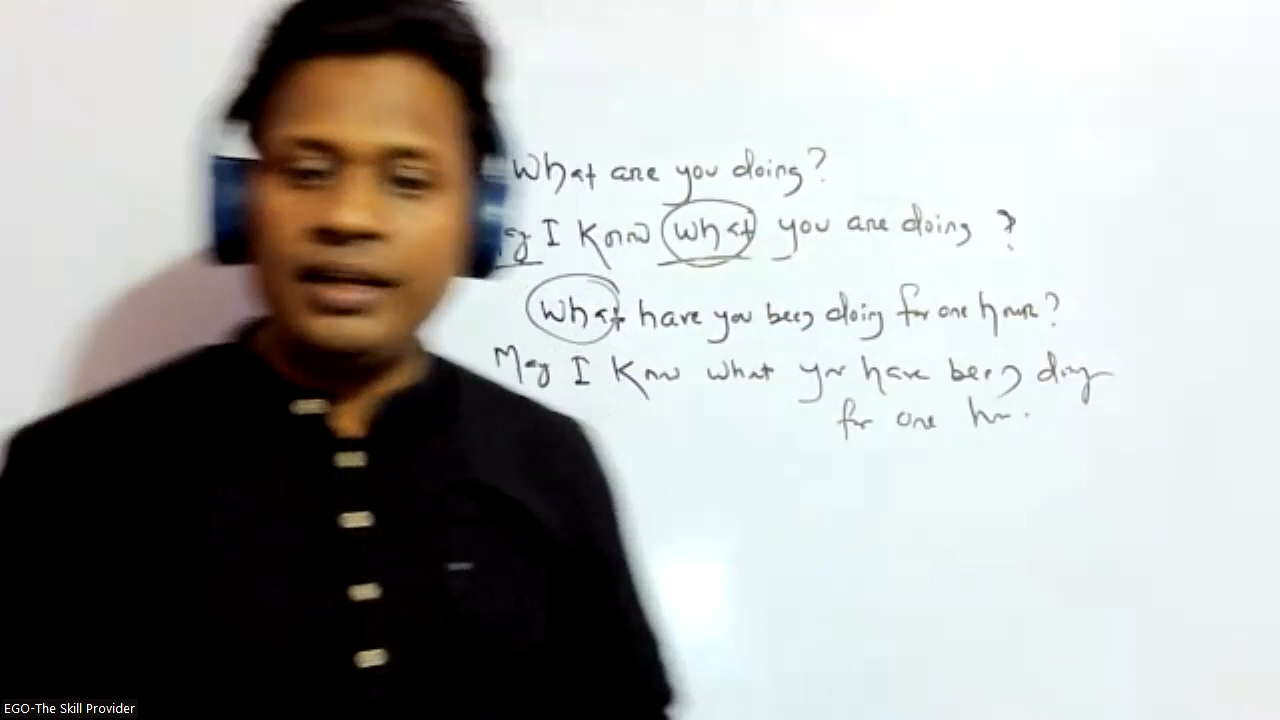 What are you doing?
I know what you are doing ?
What have you been doing for one hour?
May I know what you have been doing
for one hr.
EGO-The Skill Provider